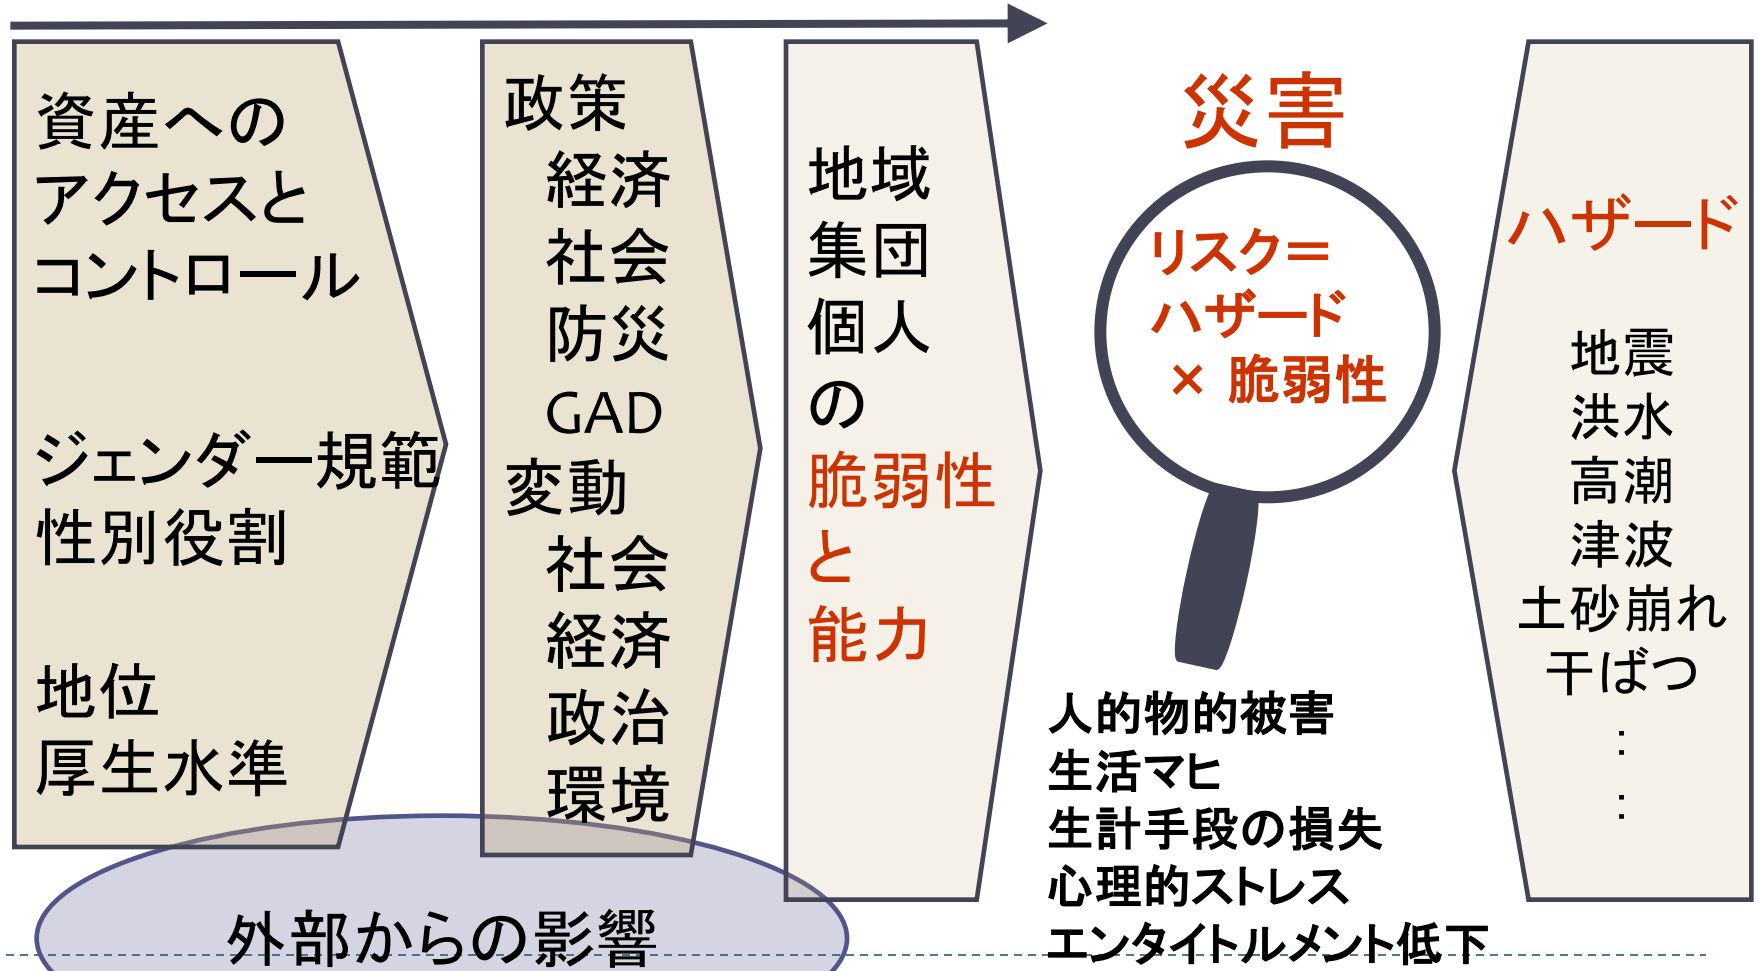 資産への
アクセスと
コントロール
ジェンダー規範
性別役割
地位
厚生水準
政策
経済
社会
防災
GAD
変動
社会
経済
政治
環境
地域
集団
個人
の
脆弱性
と
能力
災害
リスク＝
ハザード
× 脆弱性
人的物的被害
生活マヒ
生計手段の損失
心理的ストレス
エンタイトルメント低下
ハザード
地震
洪水
高潮
津波
土砂崩れ
干ばつ
：
：
外部からの影響